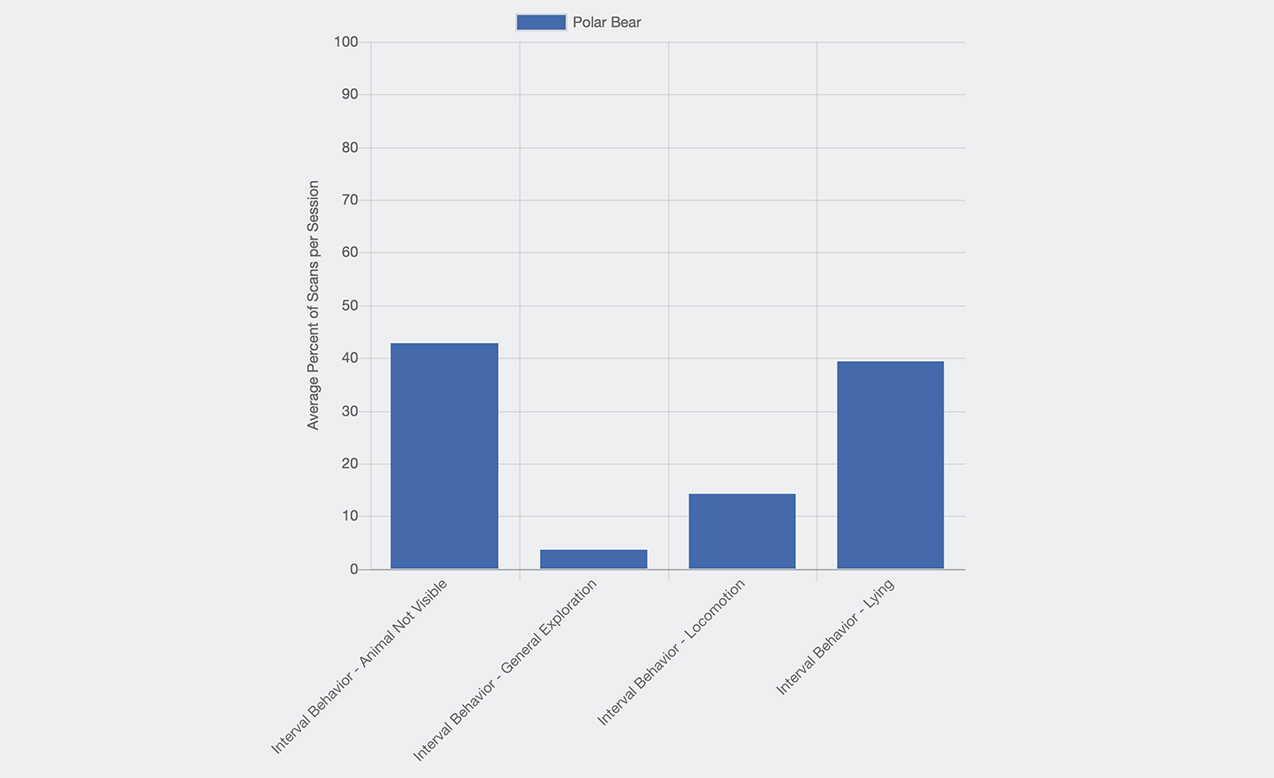 Polar Bear
Average Percent of Scans per Session
100
90
80
70
60
50
40
30
20
10
0
Interval Behavior - Animal Not Visible
Interval Behavior - General Exploration
Interval Behavior - Locomotion
Interval Behavior - Lying